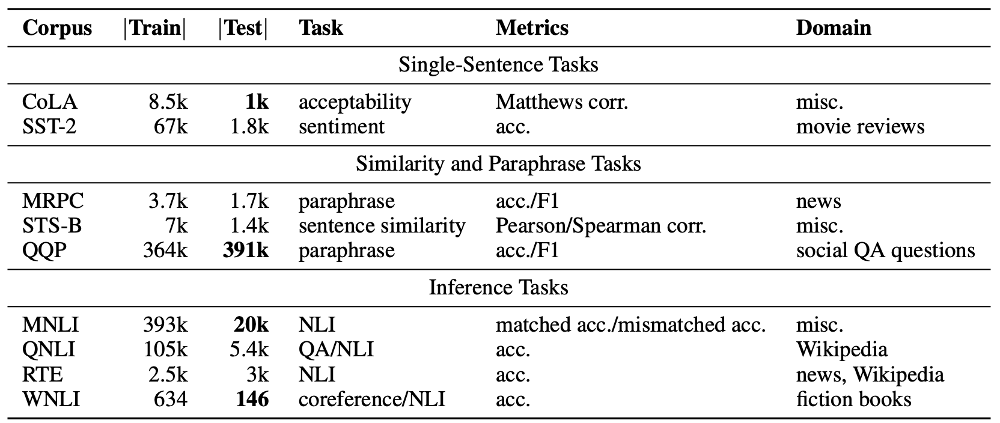 Corpus |Train| |Test| Task Metrics Domain
Single-Sentence Tasks
CoLA 8.5k 1k acceptability Matthews corr. misc.
SST-2 67k 1.8k sentiment acc. movie reviews
Similarity and Paraphrase Tasks
MRPC 3.7k 1.7k paraphrase acc./F1 news
STS-B 7k 1.4k sentence similarity Pearson/Spearman corr. misc.
QQP 364k 391k paraphrase acc./F1 social QA questions
Inference Tasks
MNLI 393k 20k NLI matched acc./mismatched acc. misc.
QNLI 105k 5.4k QA/NLI acc. Wikipedia
RTE 2.5k 3k NLI acc. news, Wikipedia
WNLI 634 146 coreference/NLI acc. fiction books